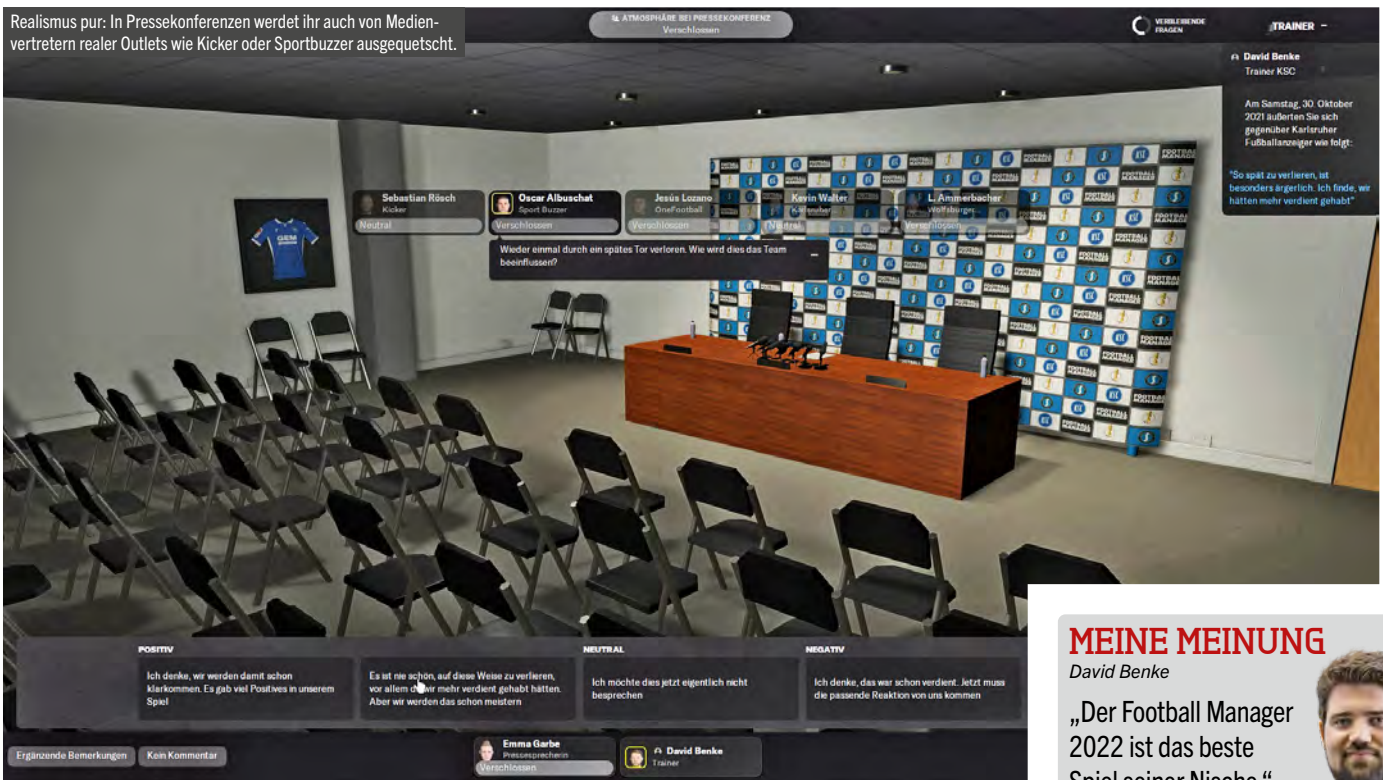 Realismus pur: In Pressekonferenzen werdet ihr auch von Medien-
vertretern realer Outlets wie Kicker oder Sportbuzzer ausgequetscht.
ATMOSPHÄRE BEI PRESSEKONFERENZ
Verschlossen
VERBLEIBENDE
FRAGEN
TRAINER –
David Benke
Trainer KSC
Am Samstag, 30. Oktober
2021 äußerten Sie sich
gegenüber Karlsruher
Fußballanzeiger wie folgt:
"So spät zu verlieren, ist
besonders ärgerlich. Ich finde, wir
hätten mehr verdient gehabt"
Sebastian Rösch
Kicker
Neutral
Oscar Albuschat
Sport Buzzer
Verschlossen
Jesús Lozano
OneFootball
Verschlossen
Kevin Walter
Karlsruher...
Neutral
L. Ammerbacher
Wolfsburger...
Verschlossen
Wieder einmal durch ein spätes Tor verloren. Wie wird dies das Team
beeinflussen?
GEM
FOOTBALL
MANAGER
KSC
POSITIV
Ich denke, wir werden damit schon
klarkommen. Es gab viel Positives in unserem
Spiel
Es ist nie schön, auf diese Weise zu verlieren,
vor allem da wir mehr verdient gehabt hätten.
Aber wir werden das schon meistern
NEUTRAL
Ich möchte dies jetzt eigentlich nicht
besprechen
NEGATIV
Ich denke, das war schon verdient. Jetzt muss
die passende Reaktion von uns kommen
Ergänzende Bemerkungen
Kein Kommentar
Emma Garbe
Pressesprecherin
Verschlossen
David Benke
Trainer
MEINE MEINUNG
David Benke
„Der Football Manager
2022 ist das beste
Spiel seiner Nische.“